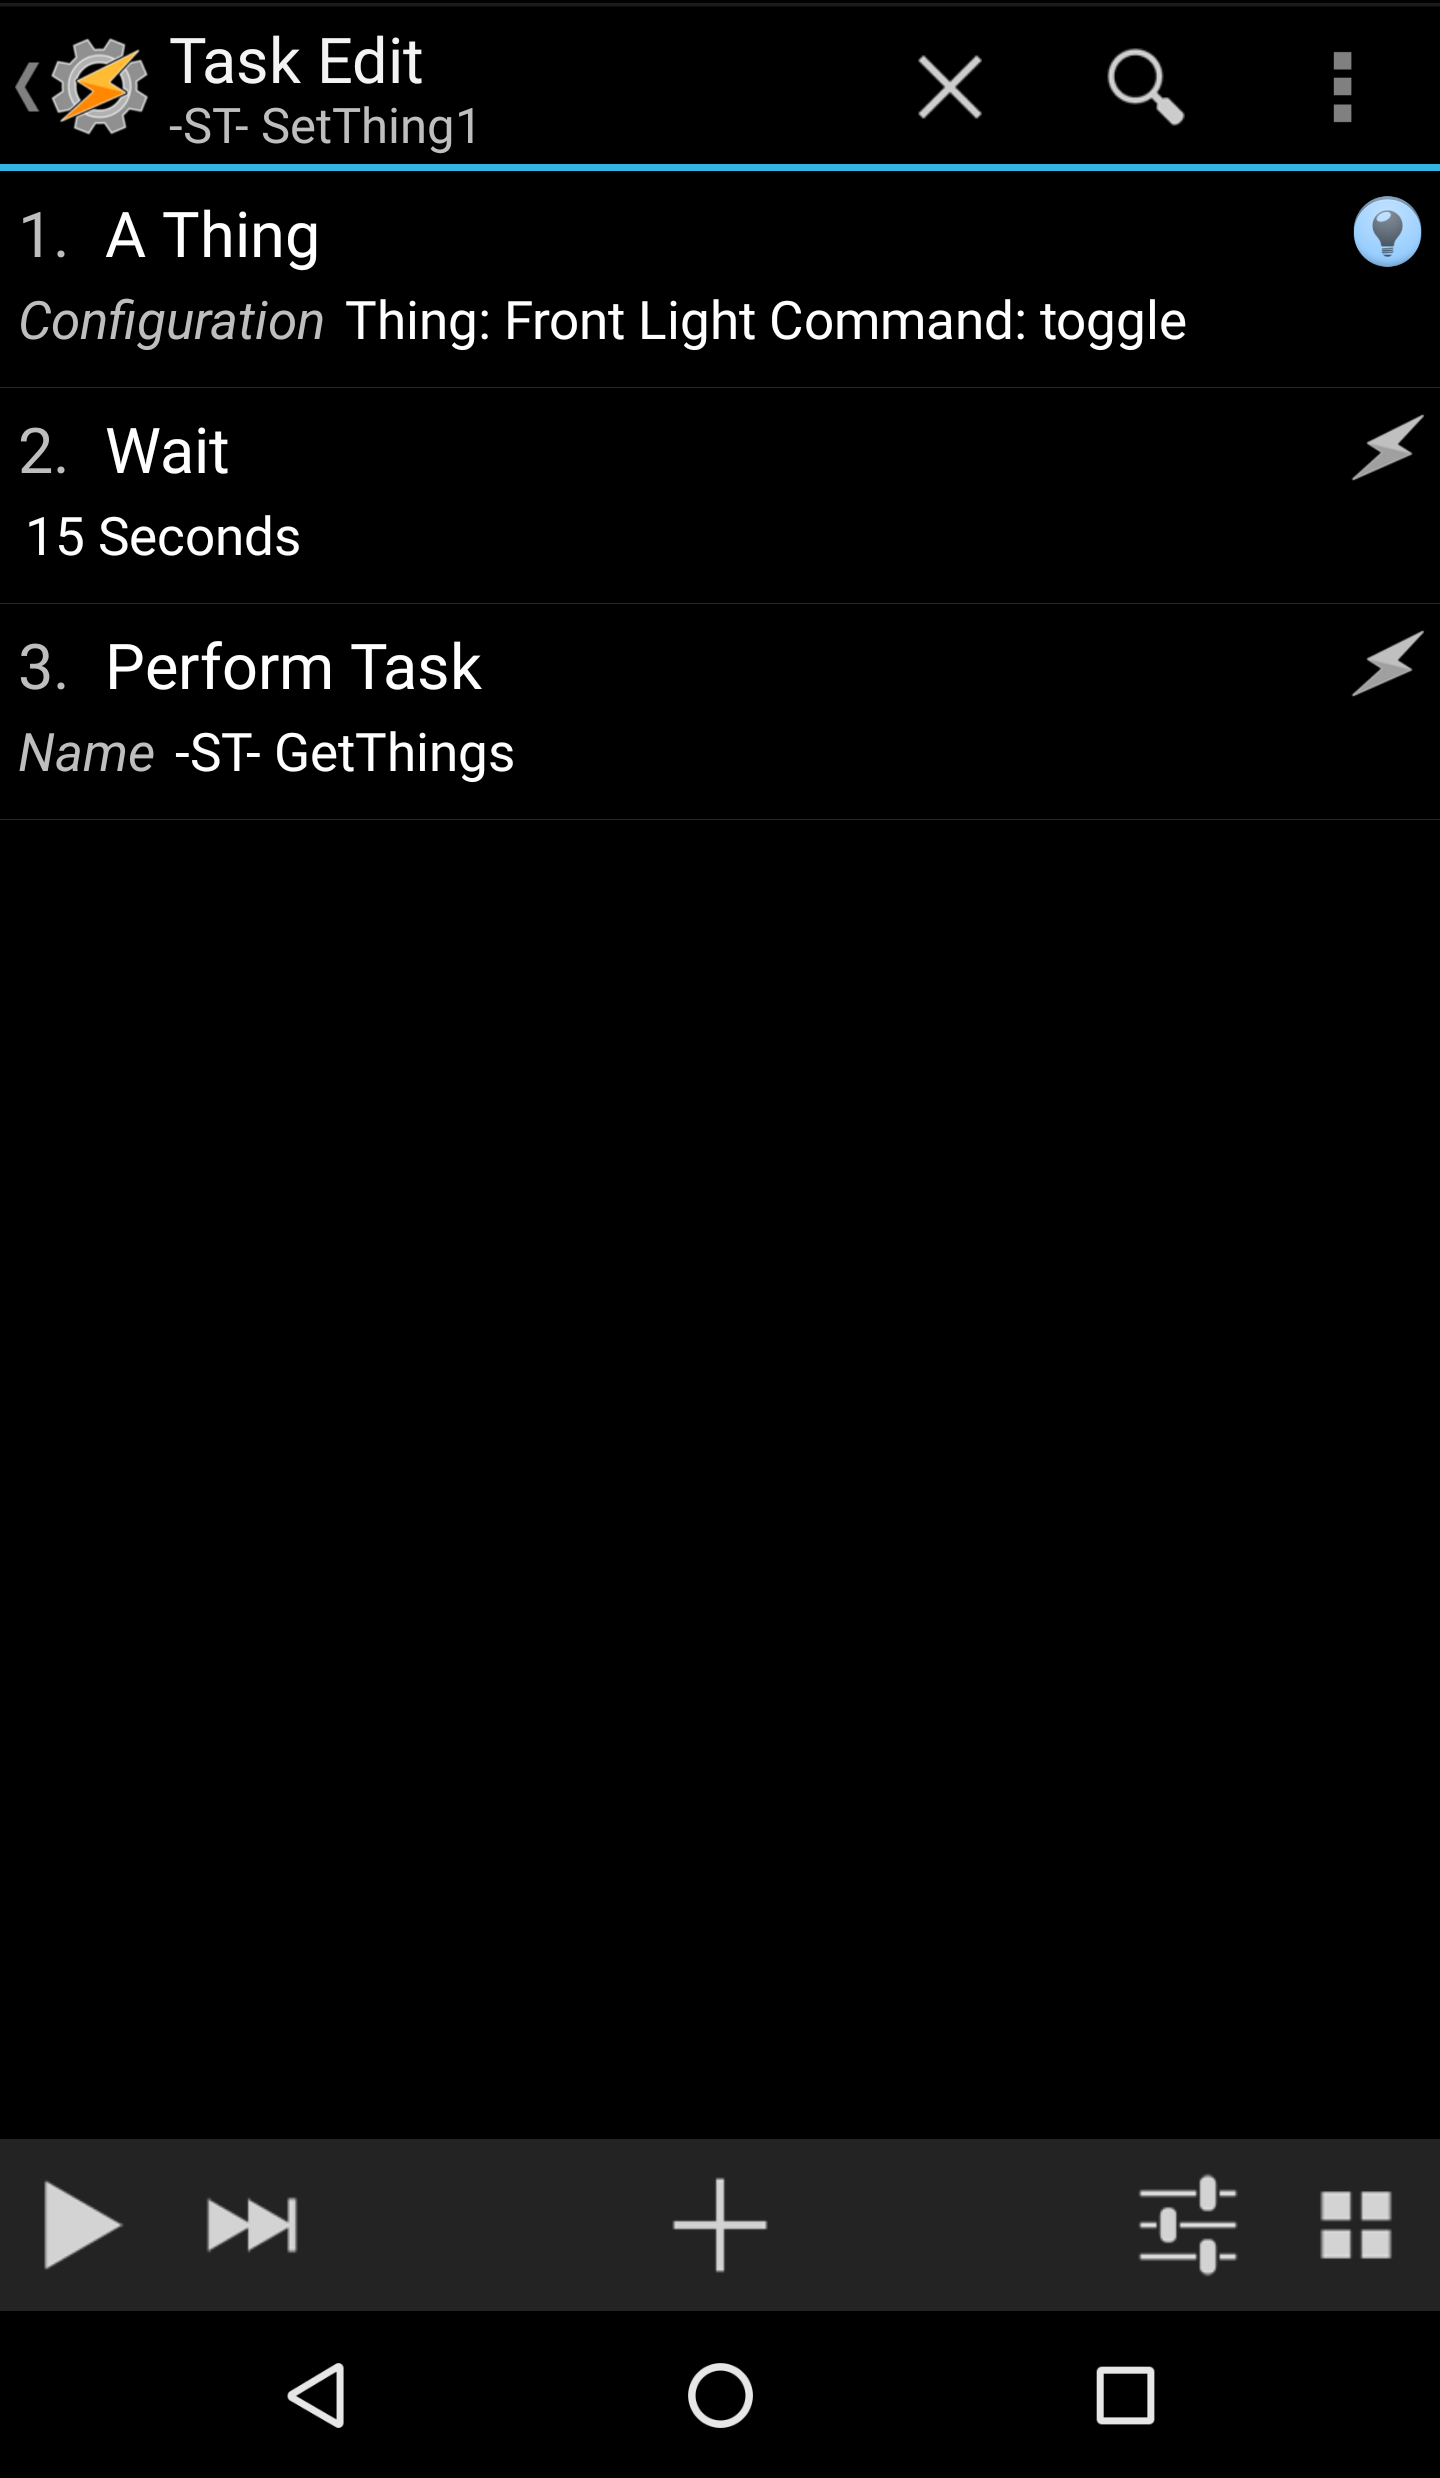 Task Edit
-ST- SetThing1
1. A Thing
Configuration Thing: Front Light Command: toggle
2. Wait
15 Seconds
3. Perform Task
Name -ST- GetThings